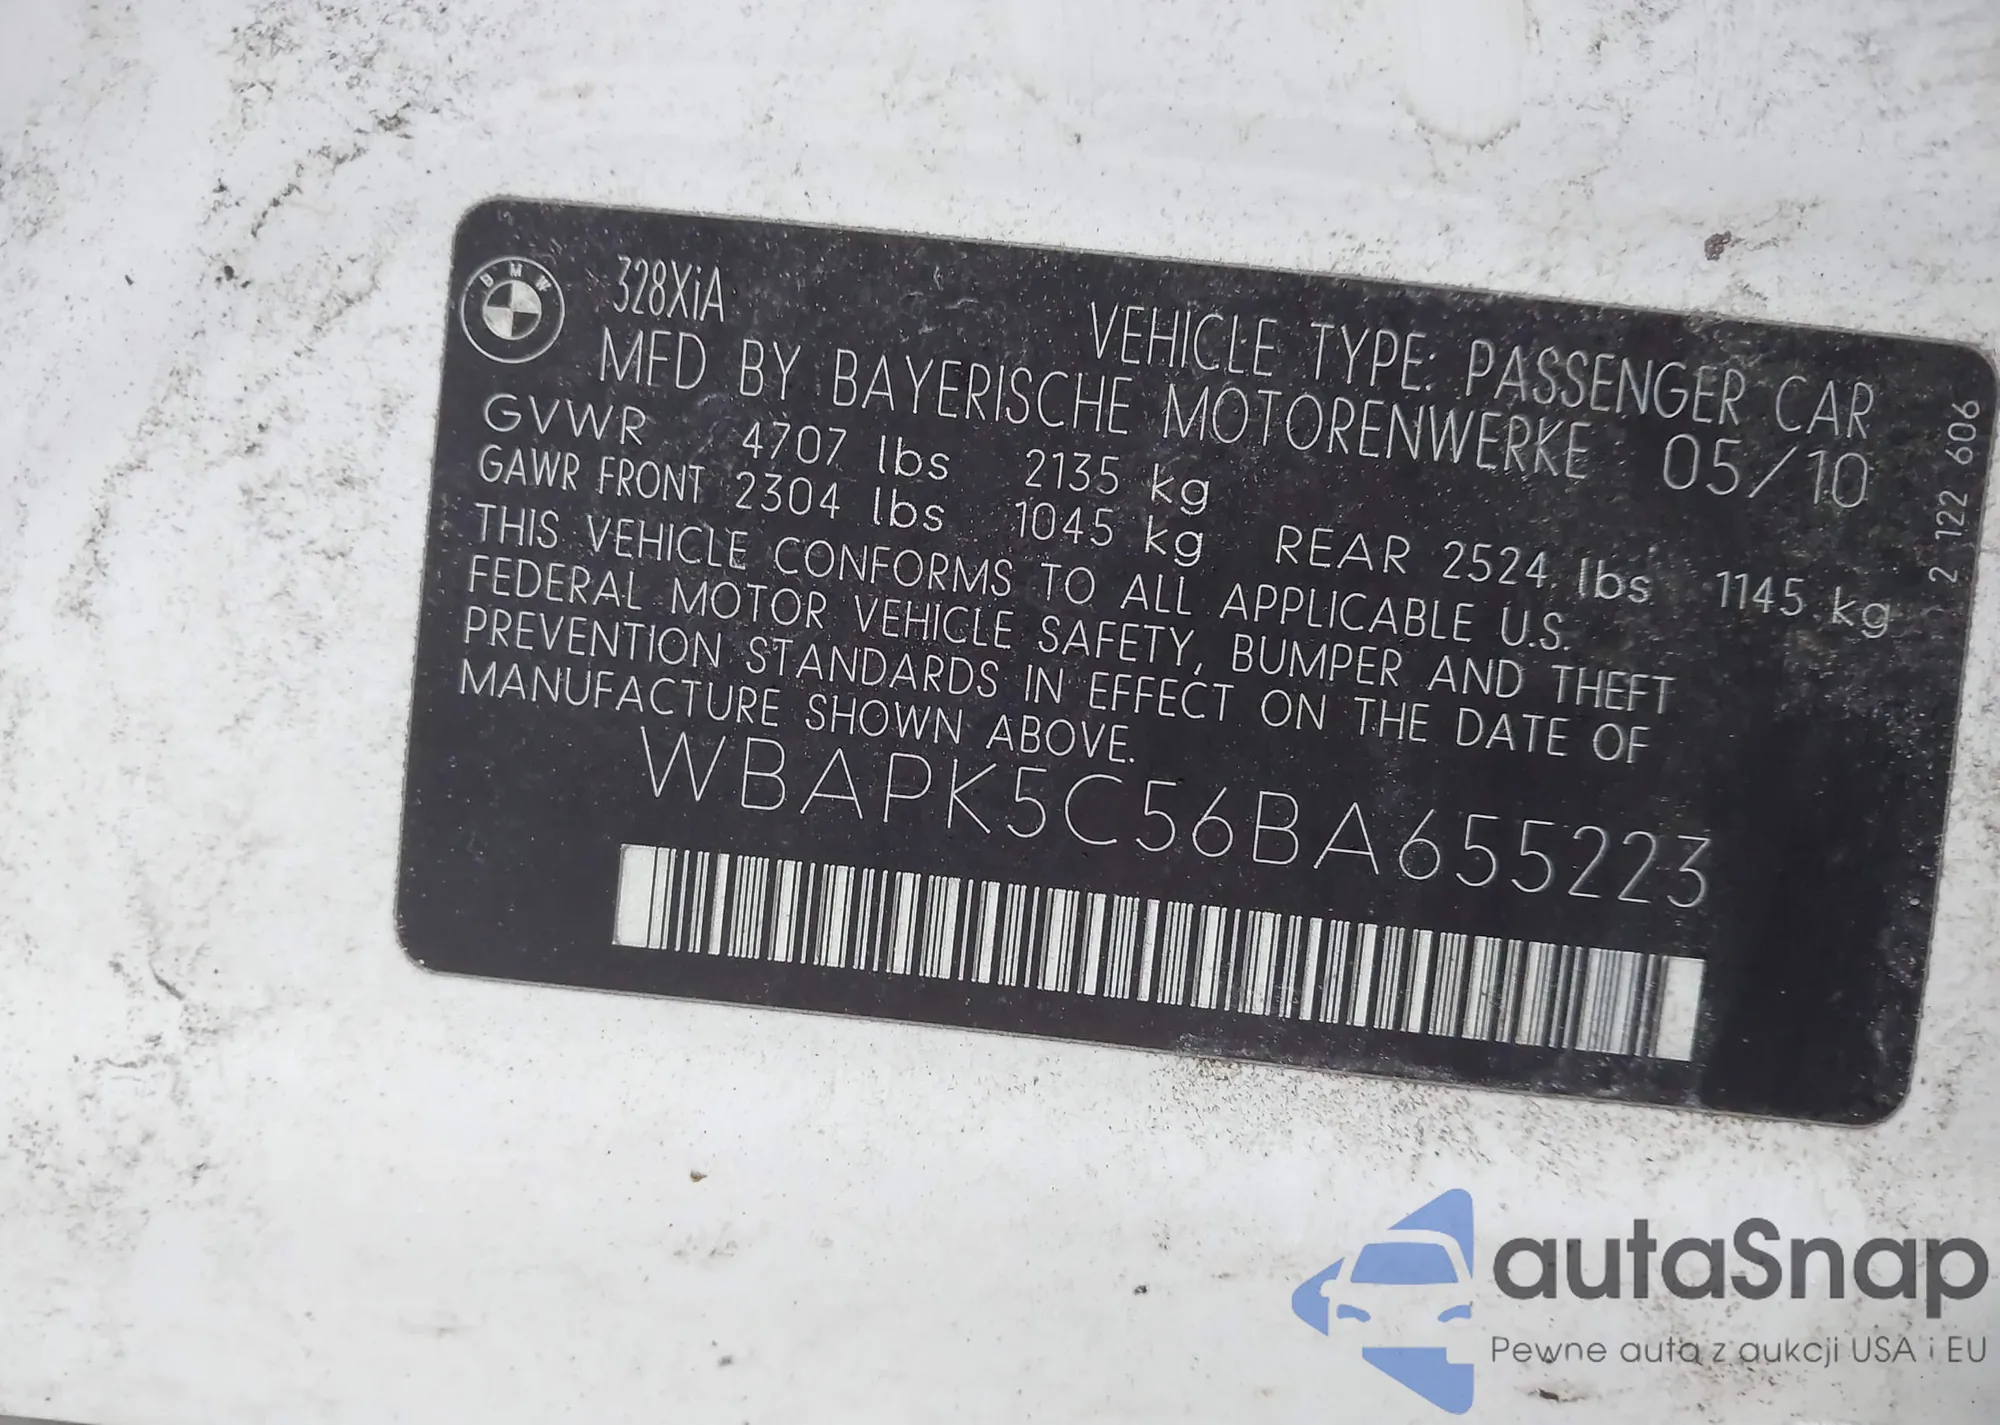 BMW
328XiA
VEHICLE TYPE: PASSENGER CAR
MFD BY BAYERISCHE MOTORENWERKE 05/10
GVWR 4707 lbs 2135 kg
GAWR FRONT 2304 lbs 1045 kg REAR 2524 lbs 1145 kg
THIS VEHICLE CONFORMS TO ALL APPLICABLE U.S.
FEDERAL MOTOR VEHICLE SAFETY, BUMPER AND THEFT
PREVENTION STANDARDS IN EFFECT ON THE DATE OF
MANUFACTURE SHOWN ABOVE.
WBAPK5C56BA655223
2 122 606
autaSnap
Pewne auta z aukcji USA i EU